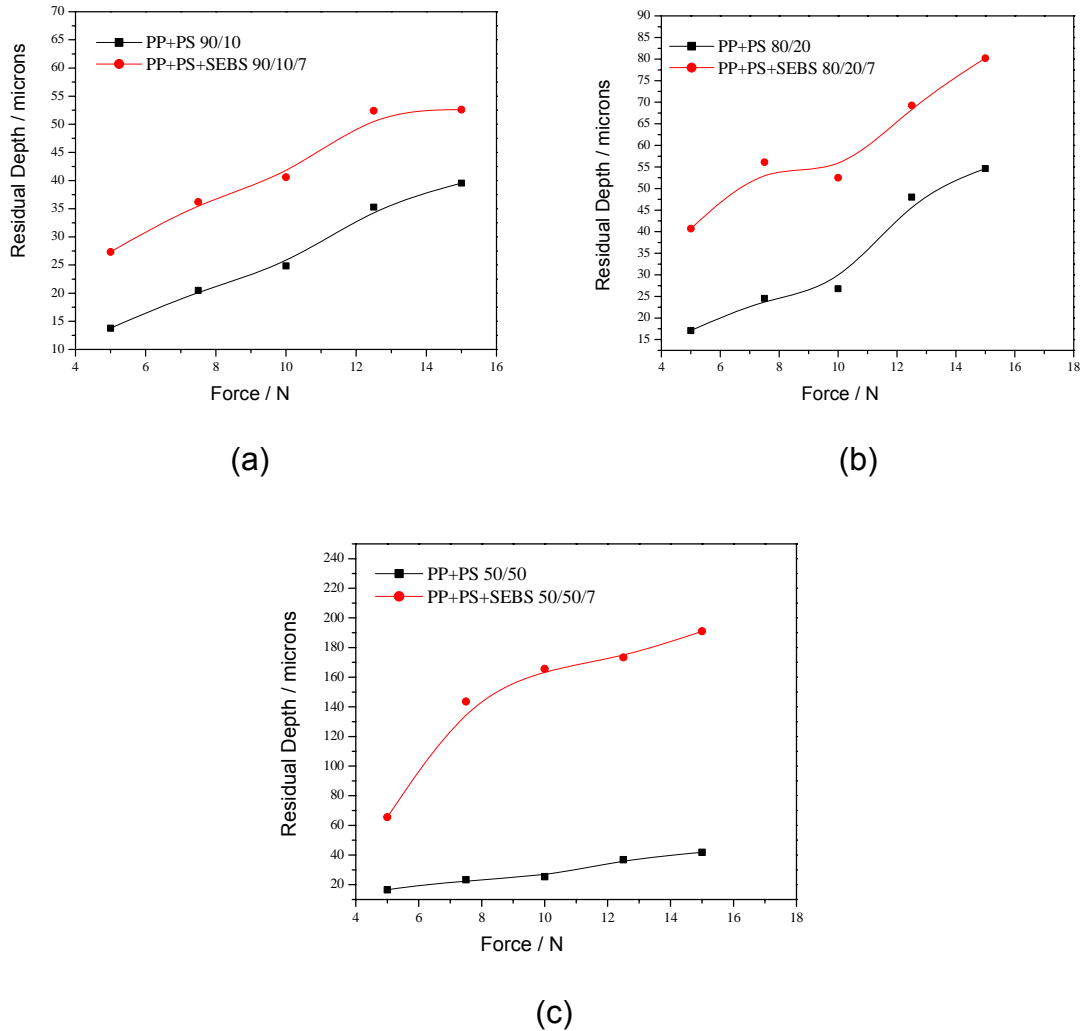 70
65
60
55
50
45
40
35
30
25
20
15
10
Residual Depth / microns
PP+PS 90/10
PP+PS+SEBS 90/10/7
4 6 8 10 12 14 16
Force / N
(a)
90
85
80
75
70
65
60
55
50
45
40
35
30
25
20
15
Residual Depth / microns
PP+PS 80/20
PP+PS+SEBS 80/20/7
4 6 8 10 12 14 16 18
Force / N
(b)
240
220
200
180
160
140
120
100
80
60
40
20
Residual Depth / microns
PP+PS 50/50
PP+PS+SEBS 50/50/7
4 6 8 10 12 14 16 18
Force / N
(c)